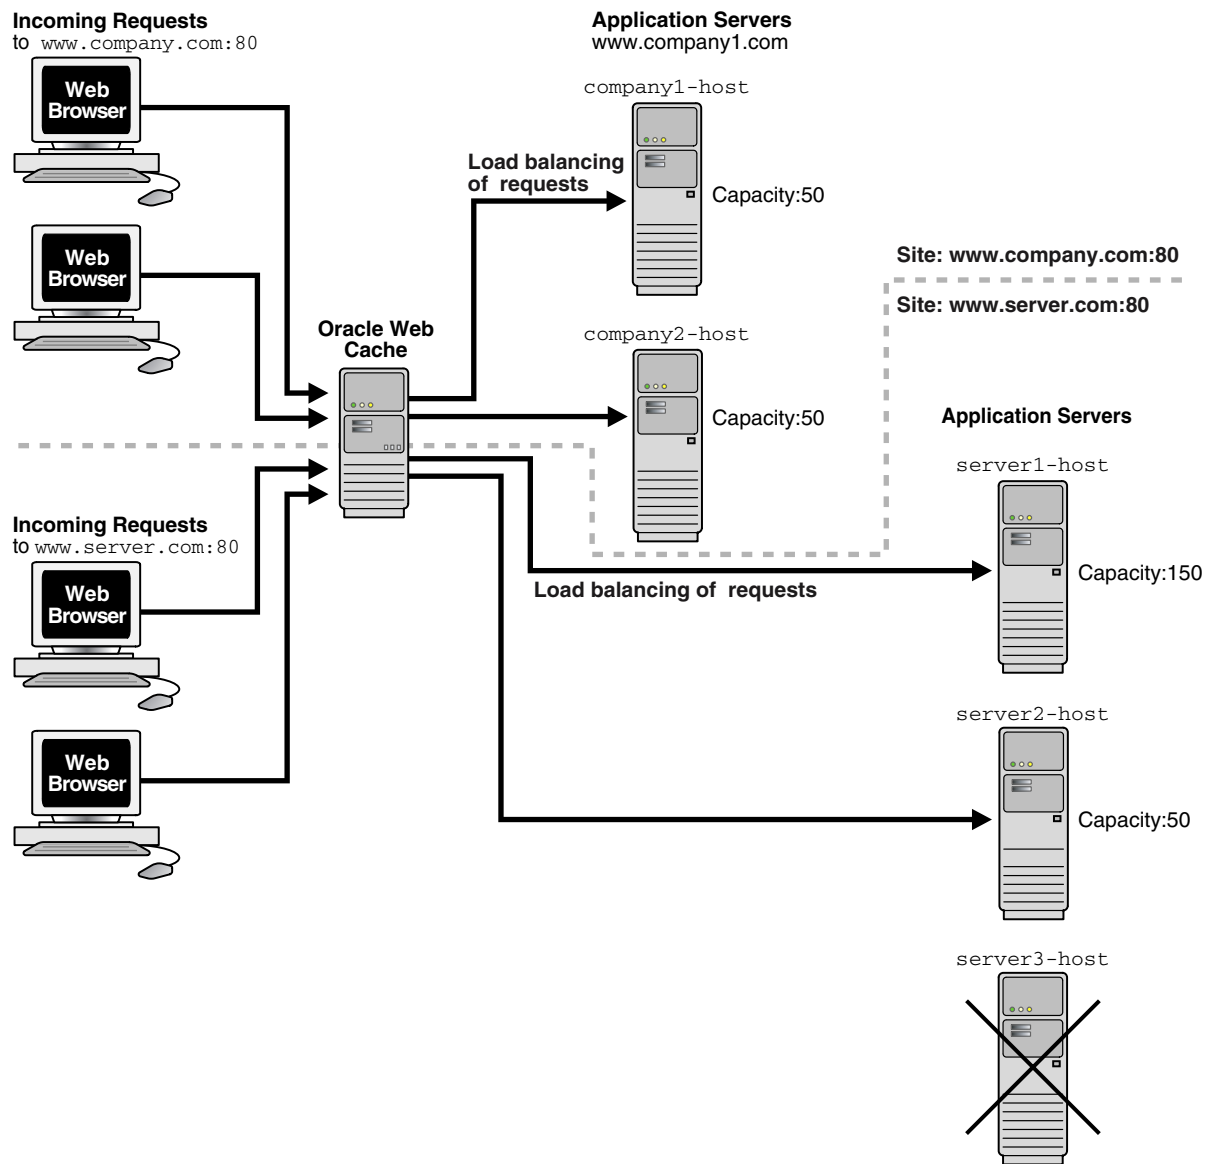 Incoming Requests
to www.company.com:80
Web
Browser
Web
Browser
Application Servers
www.company1.com
company1-host
Load balancing
of requests
Capacity:50
Site: www.company.com:80
Site: www.server.com:80
Oracle Web
Cache
company2-host
Capacity:50
Incoming Requests
to www.server.com:80
Web
Browser
Web
Browser
Load balancing of requests
Application Servers
server1-host
Capacity:150
server2-host
Capacity:50
server3-host